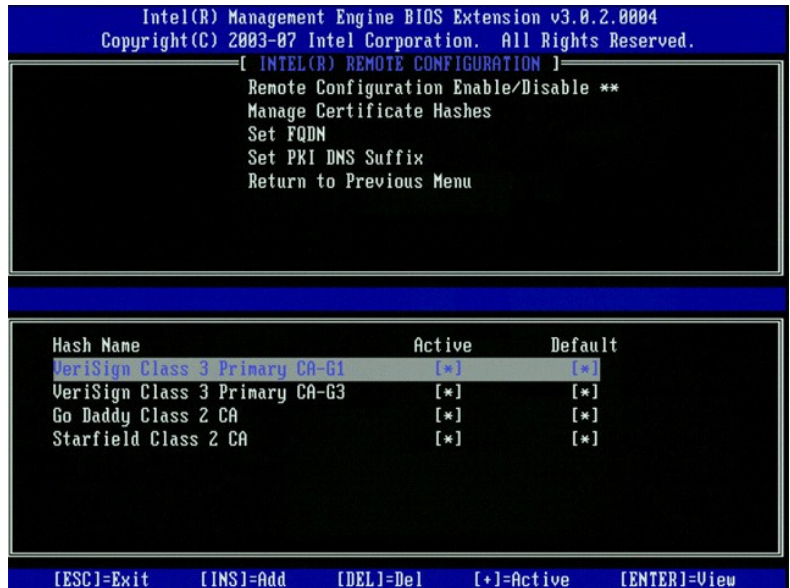 Intel(R) Management Engine BIOS Extension v3.0.2.0004
Copyright(C) 2003-07 Intel Corporation.  All Rights Reserved.
[ INTEL(R) REMOTE CONFIGURATION ]
Remote Configuration Enable/Disable **
Manage Certificate Hashes
Set FQDN
Set PKI DNS Suffix
Return to Previous Menu
Hash Name Active Default
VeriSign Class 3 Primary CA-G1 [*] [*]
VeriSign Class 3 Primary CA-G3 [*] [*]
Go Daddy Class 2 CA [*] [*]
Starfield Class 2 CA [*] [*]
[ESC]=Exit [INS]=Add [DEL]=Del [+]=Active [ENTER]=View